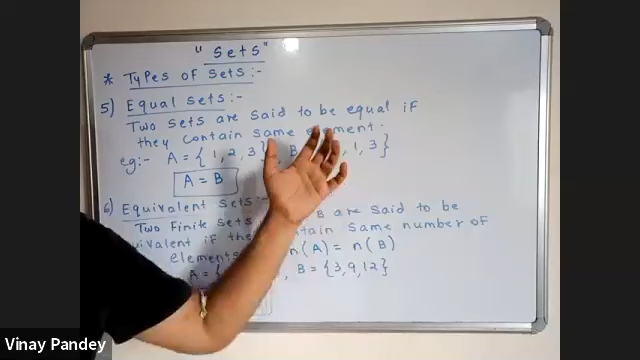 " Sets"
* Types of Sets :-
5) Equal Sets :-
Two Sets are said to be equal if
they contain same element.
eg:- A = { 1, 2, 3 } , B 1, 3 }
A = B
6) Equivalent Sets :-
Two Finite Sets B are said to be
if contain same number of
elements n(A) = n(B)
A = { , B = {3, 9, 12}
Vinay Pandey